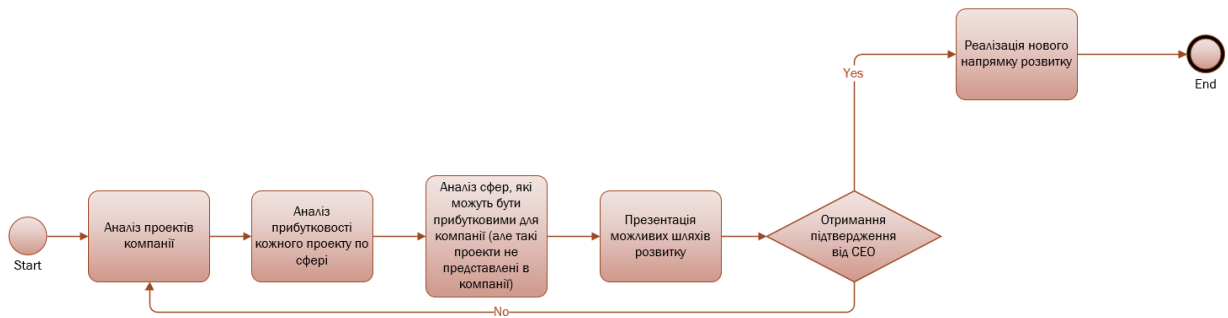 Реалізація нового
напрямку розвитку
Yes
End
Аналіз проектів
компанії
Аналіз
прибутковості
кожного проекту по
сфері
Аналіз сфер, які
можуть бути
прибутковими для
компанії (але такі
проекти не
представлені в
компанії)
Презентація
можливих шляхів
розвитку
Отримання
підтвердження
від СЕО
Start
No